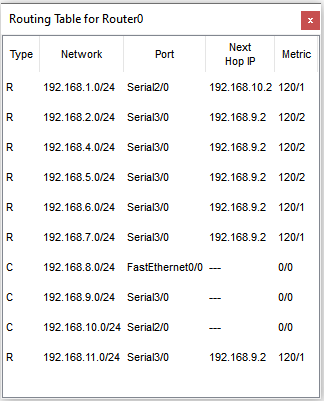 Routing Table for Router0
x
Type Network Port Next Hop IP Metric
R 192.168.1.0/24 Serial2/0 192.168.10.2 120/1
R 192.168.2.0/24 Serial3/0 192.168.9.2 120/2
R 192.168.4.0/24 Serial3/0 192.168.9.2 120/2
R 192.168.5.0/24 Serial3/0 192.168.9.2 120/2
R 192.168.6.0/24 Serial3/0 192.168.9.2 120/1
R 192.168.7.0/24 Serial3/0 192.168.9.2 120/1
C 192.168.8.0/24 FastEthernet0/0 --- 0/0
C 192.168.9.0/24 Serial3/0 --- 0/0
C 192.168.10.0/24 Serial2/0 --- 0/0
R 192.168.11.0/24 Serial3/0 192.168.9.2 120/1